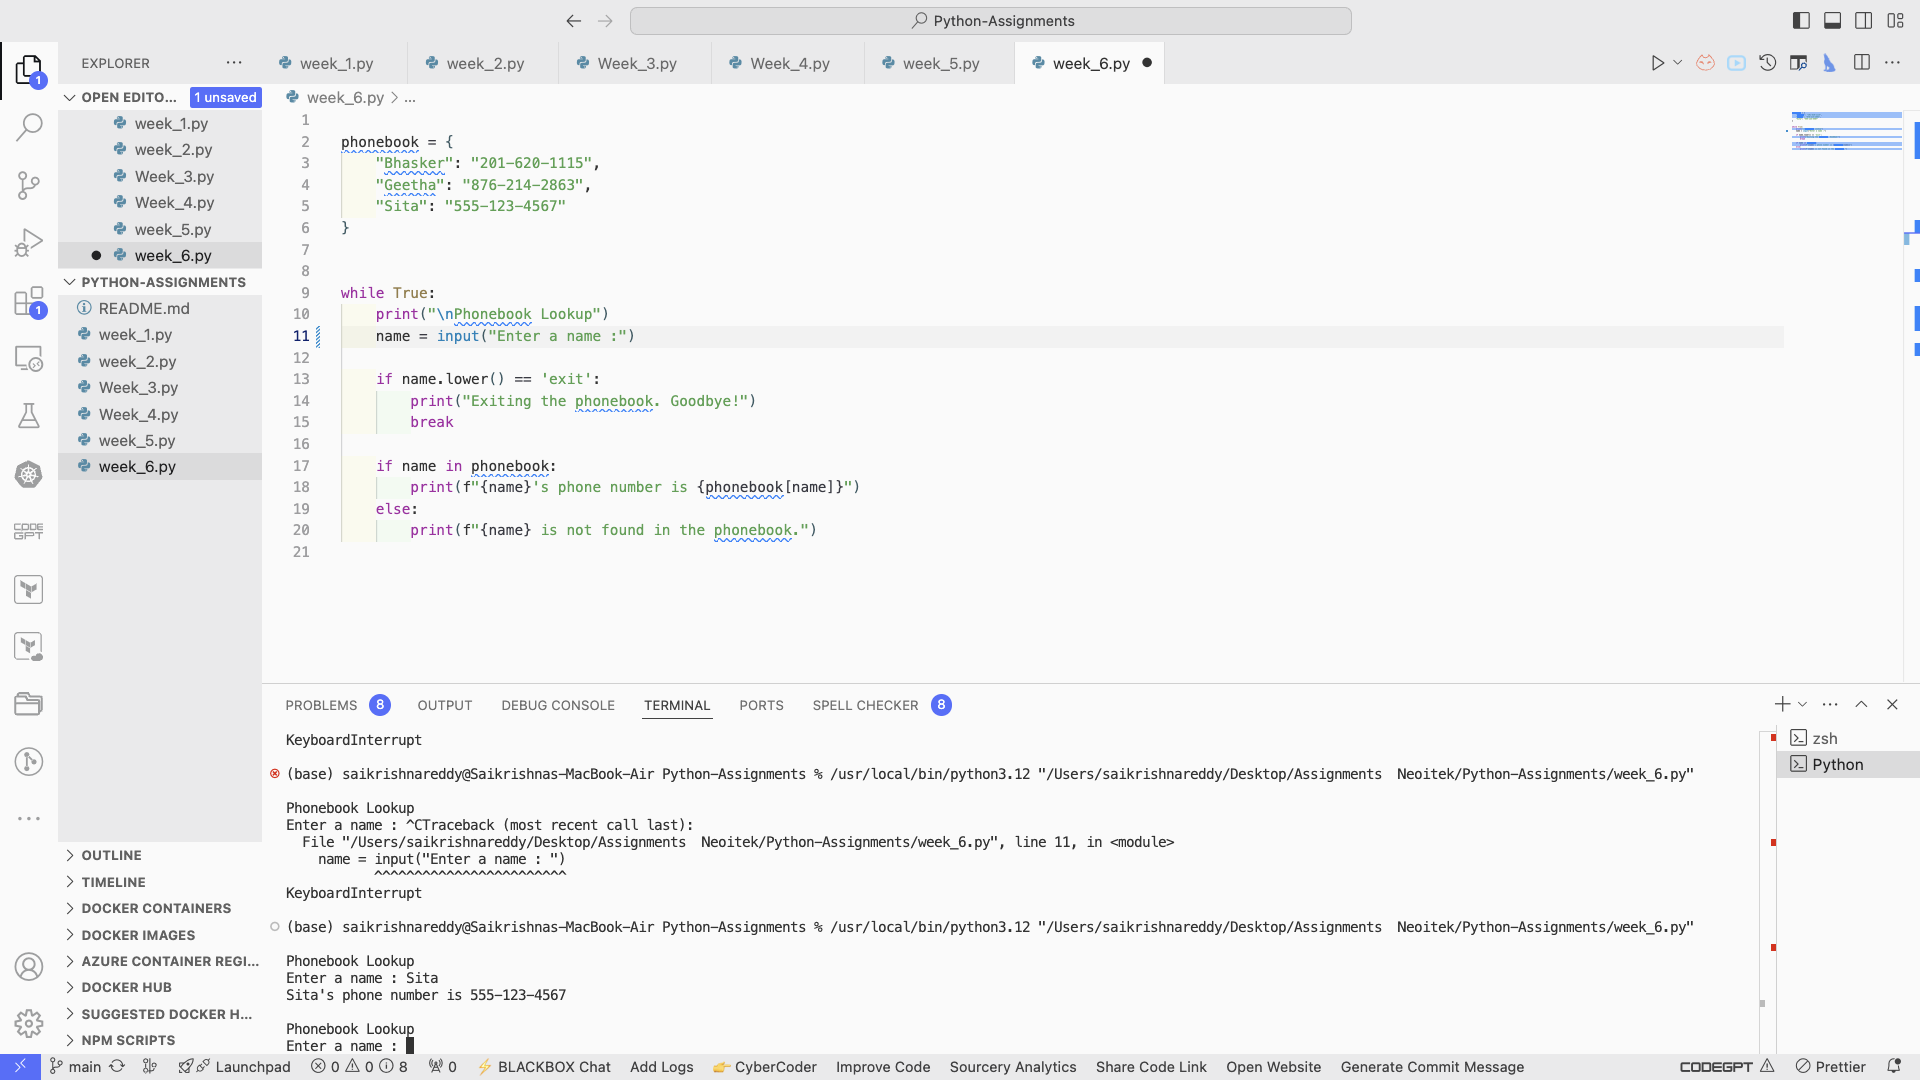 Python-Assignments
EXPLORER
week_1.py
week_2.py
Week_3.py
Week_4.py
week_5.py
week_6.py
1
OPEN EDITO...
1 unsaved
week_1.py
week_2.py
Week_3.py
Week_4.py
week_5.py
week_6.py
PYTHON-ASSIGNMENTS
README.md
week_1.py
week_2.py
Week_3.py
Week_4.py
week_5.py
week_6.py
1
CODE
GPT
OUTLINE
TIMELINE
DOCKER CONTAINERS
DOCKER IMAGES
AZURE CONTAINER REGI...
DOCKER HUB
SUGGESTED DOCKER H...
NPM SCRIPTS
week_6.py > ...
1
2 phonebook = {
3 "Bhasker": "201-620-1115",
4 "Geetha": "876-214-2863",
5 "Sita": "555-123-4567"
6 }
7
8
9 while True:
10 print("\nPhonebook Lookup")
11 name = input("Enter a name :")
12
13 if name.lower() == 'exit':
14 print("Exiting the phonebook. Goodbye!")
15 break
16
17 if name in phonebook:
18 print(f"{name}'s phone number is {phonebook[name]}")
19 else:
20 print(f"{name} is not found in the phonebook.")
21
PROBLEMS 8 OUTPUT DEBUG CONSOLE TERMINAL PORTS SPELL CHECKER 8
KeyboardInterrupt
(base) saikrishnareddy@Saikrishnas-MacBook-Air Python-Assignments % /usr/local/bin/python3.12 "/Users/saikrishnareddy/Desktop/Assignments  Neoitek/Python-Assignments/week_6.py"
Phonebook Lookup
Enter a name : ^CTraceback (most recent call last):
File "/Users/saikrishnareddy/Desktop/Assignments  Neoitek/Python-Assignments/week_6.py", line 11, in <module>
name = input("Enter a name : ")
^^^^^^^^^^^^^^^^^^^^^^^^
KeyboardInterrupt
(base) saikrishnareddy@Saikrishnas-MacBook-Air Python-Assignments % /usr/local/bin/python3.12 "/Users/saikrishnareddy/Desktop/Assignments  Neoitek/Python-Assignments/week_6.py"
Phonebook Lookup
Enter a name : Sita
Sita's phone number is 555-123-4567
Phonebook Lookup
Enter a name :
zsh
Python
main Launchpad 0 0 8 0 BLACKBOX Chat Add Logs CyberCoder Improve Code Sourcery Analytics Share Code Link Open Website Generate Commit Message CODEGPT Prettier